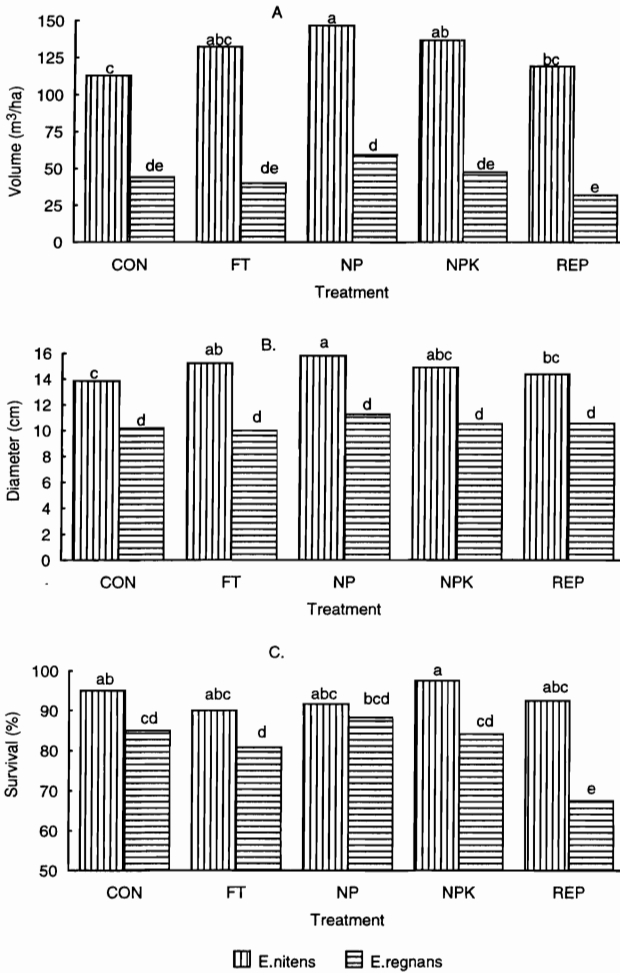 A
150
125
100
75
50
25
0
Volume (m³/ha)
c de abc de a d ab de bc e
CON FT NP NPK REP
Treatment
B.
16
14
12
10
8
6
4
2
0
Diameter (cm)
c d ab d a d abc d bc d
CON FT NP NPK REP
Treatment
C.
100
90
80
70
60
50
Survival (%)
ab cd abc d abc bcd a cd abc e
CON FT NP NPK REP
Treatment
E.nitens E.regnans